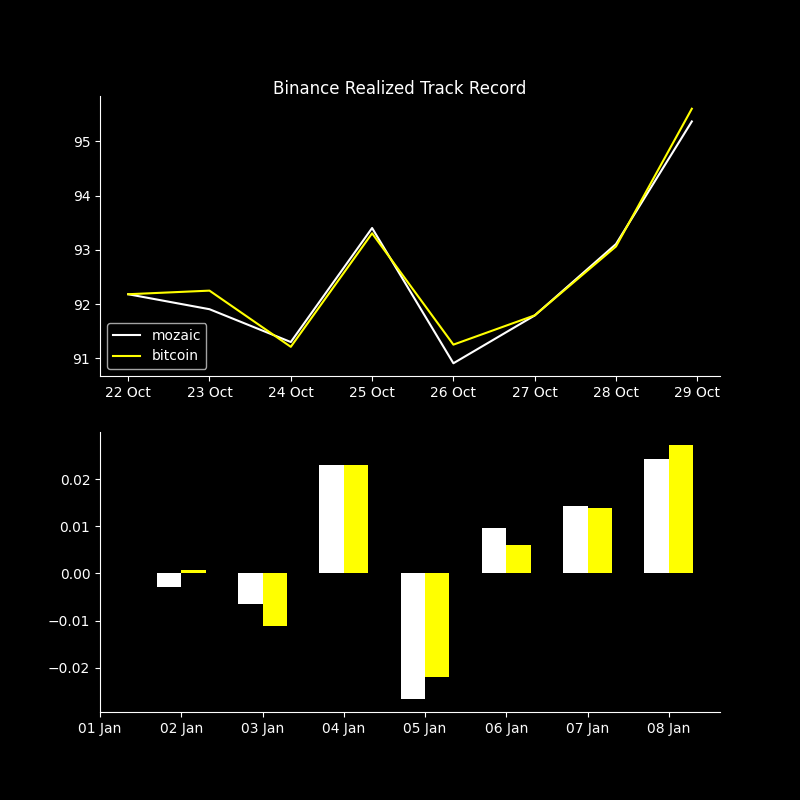 Binance Realized Track Record
95
94
93
92
91
mozaic
bitcoin
22 Oct 23 Oct 24 Oct 25 Oct 26 Oct 27 Oct 28 Oct 29 Oct
0.02
0.01
0.00
−0.01
−0.02
01 Jan 02 Jan 03 Jan 04 Jan 05 Jan 06 Jan 07 Jan 08 Jan